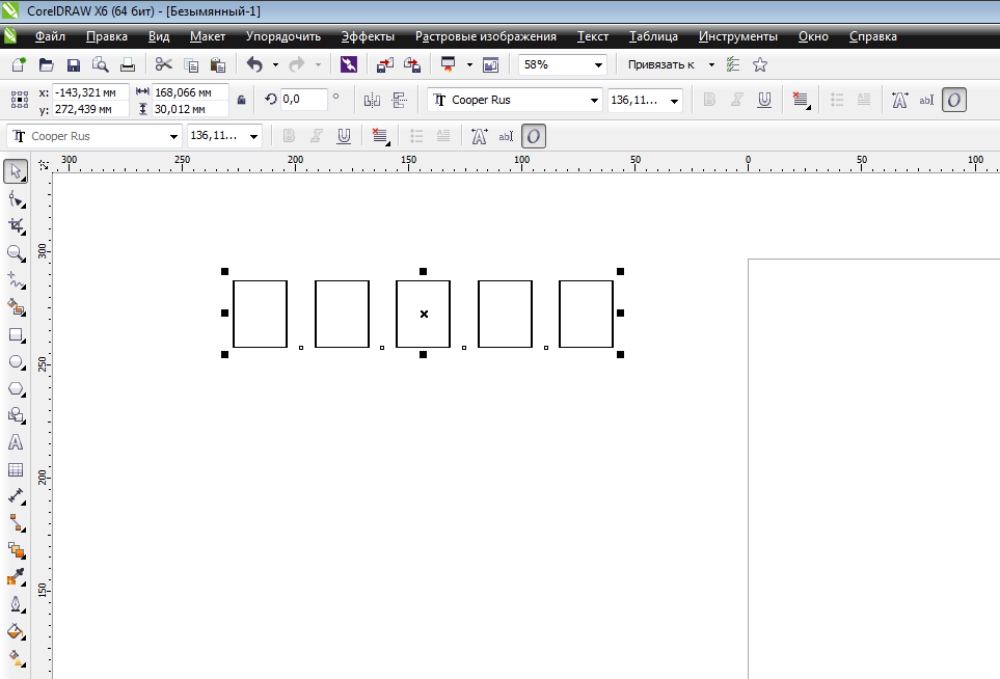 CorelDRAW X6 (64 бит) - [Безымянный-1]
Файл Правка Вид Макет Упорядочить Эффекты Растровые изображения Текст Таблица Инструменты Окно Справка
58% Привязать к
x: -143,321 мм 168,066 мм 0,0 ° Cooper Rus 136,11... abI O
y: 272,439 мм 30,012 мм
Cooper Rus 136,11... abI O
300 250 200 150 100 50 0 50 100
300
250
200
150